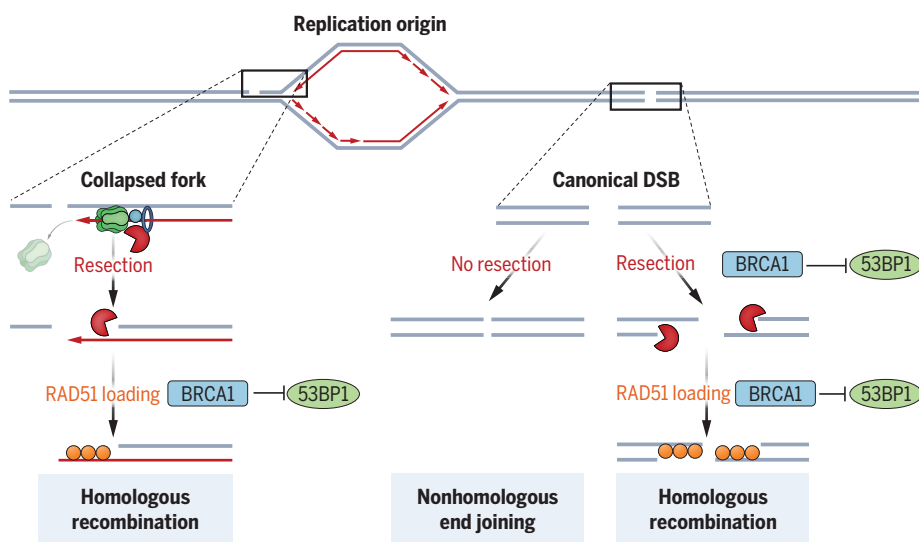 Replication origin
Collapsed fork
Canonical DSB
Resection
No resection
Resection
BRCA1
53BP1
RAD51 loading
BRCA1
53BP1
RAD51 loading
BRCA1
53BP1
Homologous
recombination
Nonhomologous
end joining
Homologous
recombination